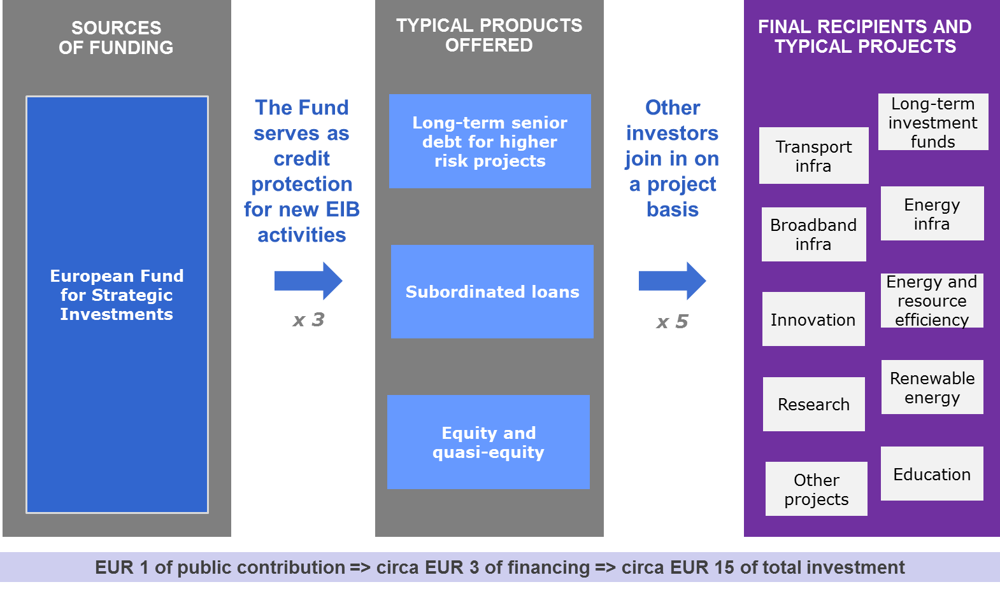 SOURCES
OF FUNDING
European Fund
for Strategic
Investments
The Fund
serves as
credit
protection
for new EIB
activities
x 3
TYPICAL PRODUCTS
OFFERED
Long-term senior
debt for higher
risk projects
Subordinated loans
Equity and
quasi-equity
Other
investors
join in on
a project
basis
x 5
FINAL RECIPIENTS AND
TYPICAL PROJECTS
Long-term
investment
funds
Transport
infra
Energy
infra
Broadband
infra
Energy and
resource
efficiency
Innovation
Renewable
energy
Research
Education
Other
projects
EUR 1 of public contribution => circa EUR 3 of financing => circa EUR 15 of total investment